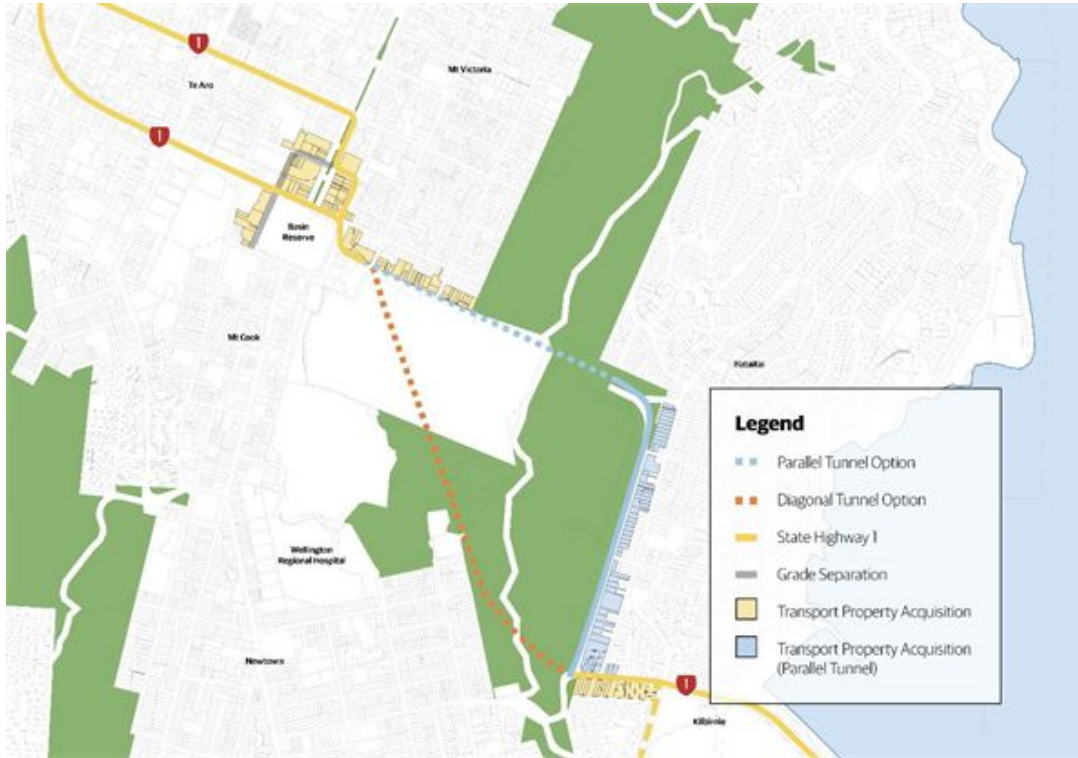 1
Mt Victoria
Te Aro
1
Basin
Reserve
Mt Cook
Hataitai
Wellington
Regional Hospital
Newtown
1
Kilbirnie
Legend
Parallel Tunnel Option
Diagonal Tunnel Option
State Highway 1
Grade Separation
Transport Property Acquisition
Transport Property Acquisition
(Parallel Tunnel)